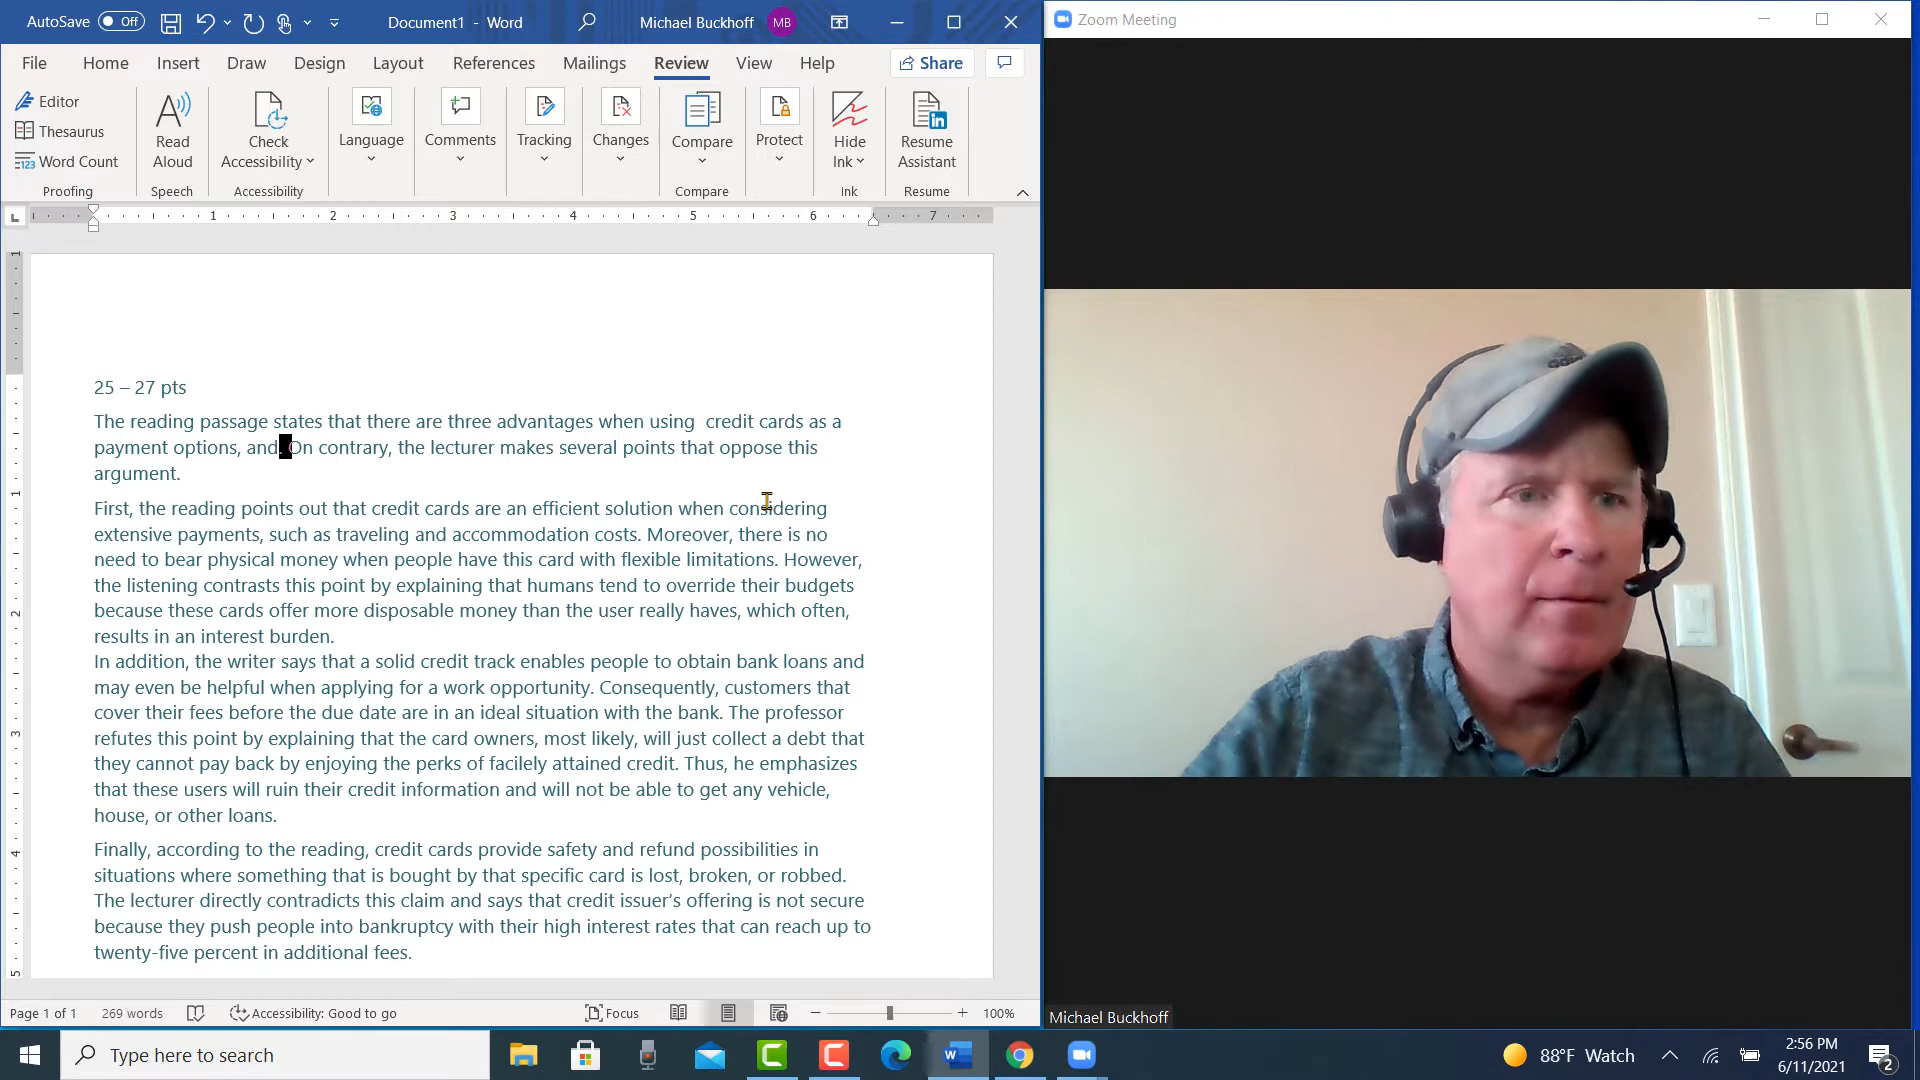 AutoSave Off Document1 - Word Michael Buckhoff MB
Zoom Meeting
File Home Insert Draw Design Layout References Mailings Review View Help Share
Editor
Thesaurus
Word Count
Proofing
Read Aloud
Speech
Check Accessibility
Accessibility
Language
Comments
Tracking
Changes
Compare
Compare
Protect
Hide Ink
Ink
Resume Assistant
Resume
1 2 3 4 5 6 7
25 – 27 pts
The reading passage states that there are three advantages when using credit cards as a
payment options, and. On contrary, the lecturer makes several points that oppose this
argument.
First, the reading points out that credit cards are an efficient solution when considering
extensive payments, such as traveling and accommodation costs. Moreover, there is no
need to bear physical money when people have this card with flexible limitations. However,
the listening contrasts this point by explaining that humans tend to override their budgets
because these cards offer more disposable money than the user really haves, which often,
results in an interest burden.
In addition, the writer says that a solid credit track enables people to obtain bank loans and
may even be helpful when applying for a work opportunity. Consequently, customers that
cover their fees before the due date are in an ideal situation with the bank. The professor
refutes this point by explaining that the card owners, most likely, will just collect a debt that
they cannot pay back by enjoying the perks of facilely attained credit. Thus, he emphasizes
that these users will ruin their credit information and will not be able to get any vehicle,
house, or other loans.
Finally, according to the reading, credit cards provide safety and refund possibilities in
situations where something that is bought by that specific card is lost, broken, or robbed.
The lecturer directly contradicts this claim and says that credit issuer's offering is not secure
because they push people into bankruptcy with their high interest rates that can reach up to
twenty-five percent in additional fees.
Page 1 of 1 269 words Accessibility: Good to go Focus 100%
Michael Buckhoff
Type here to search
88°F Watch
2:56 PM
6/11/2021
2